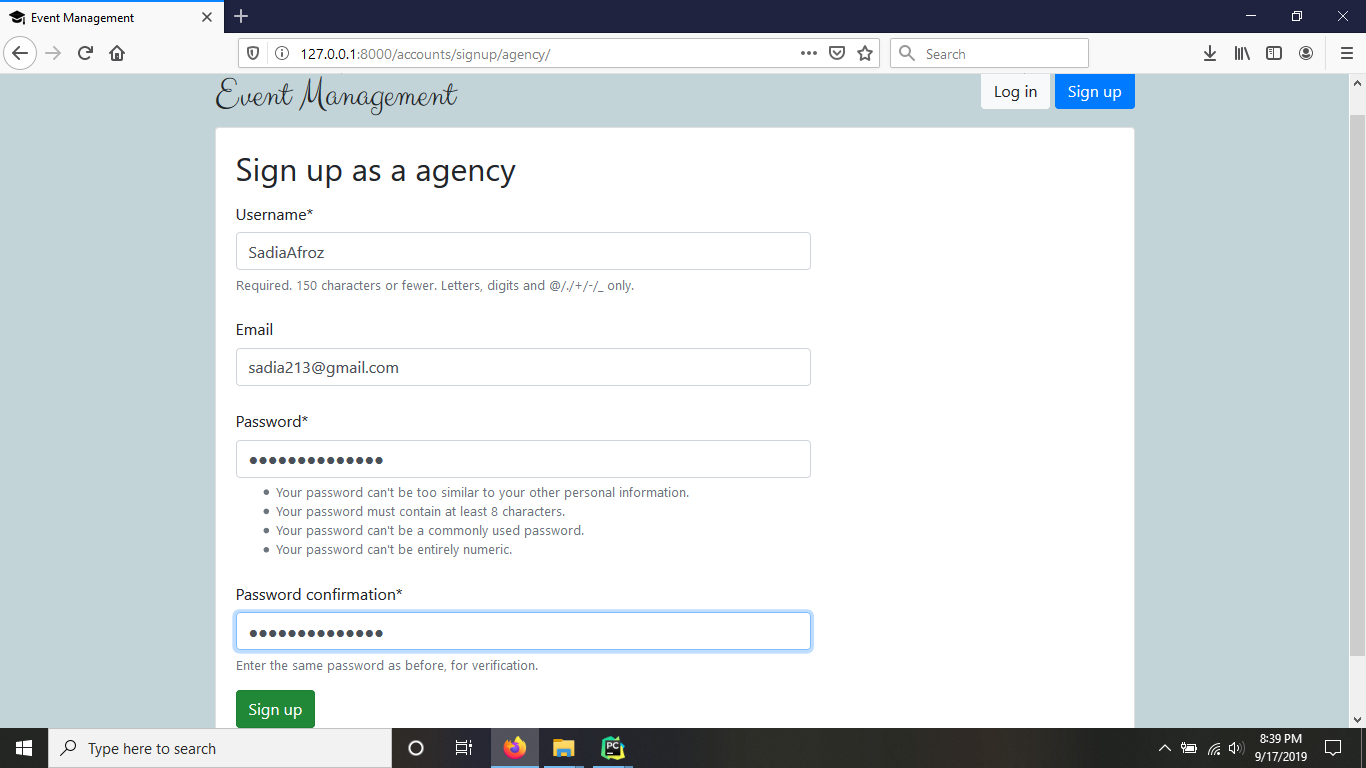 Event Management
127.0.0.1:8000/accounts/signup/agency/
Search
Event Management
Log in
Sign up
Sign up as a agency
Username*
SadiaAfroz
Required. 150 characters or fewer. Letters, digits and @/./+/-/_ only.
Email
sadia213@gmail.com
Password*
●●●●●●●●●●●●●●
● Your password can't be too similar to your other personal information.
● Your password must contain at least 8 characters.
● Your password can't be a commonly used password.
● Your password can't be entirely numeric.
Password confirmation*
●●●●●●●●●●●●●●
Enter the same password as before, for verification.
Sign up
Type here to search
PC
8:39 PM
9/17/2019